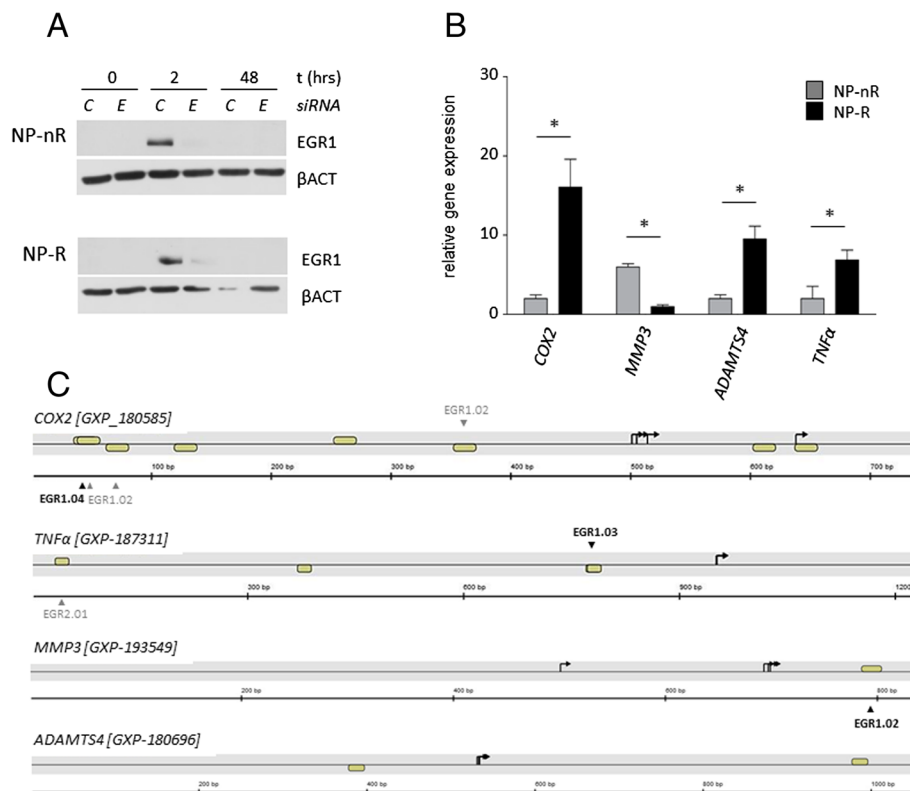 A
0 2 48 t (hrs)
C E C E C E siRNA
NP-nR EGR1
βACT
NP-R EGR1
βACT
B
relative gene expression
30
20
10
0
NP-nR
NP-R
* * * *
COX2 MMP3 ADAMTS4 TNFα
C
COX2 [GXP_180585]
EGR1.02
100 bp 200 bp 300 bp 400 bp 500 bp 600 bp 700 bp
EGR1.04 EGR1.02
TNFα [GXP-187311]
EGR1.03
300 bp 600 bp 900 bp 1200
EGR2.01
MMP3 [GXP-193549]
200 bp 400 bp 600 bp 800 bp
EGR1.02
ADAMTS4 [GXP-180696]
200 bp 400 bp 600 bp 800 bp 1000 bp